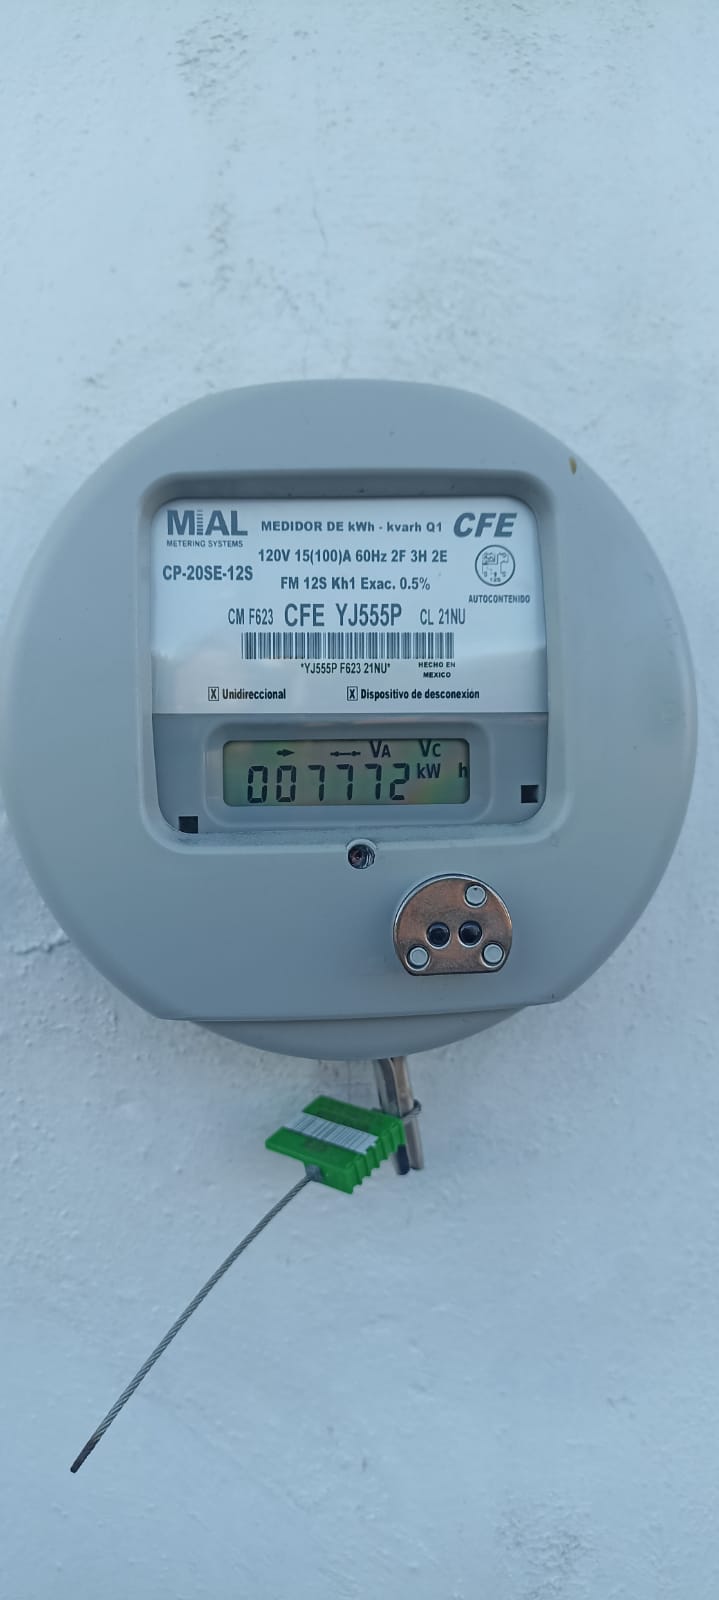 MIAL
METERING SYSTEMS
MEDIDOR DE kWh - kvarh Q1
CFE
120V 15(100)A 60Hz 2F 3H 2E
CP-20SE-12S
FM 12S Kh1 Exac. 0.5%
12S
AUTOCONTENIDO
CM F623 CFE YJ555P CL 21NU
*YJ555P F623 21NU*
HECHO EN
MEXICO
X Unidireccional
X Dispositivo de desconexión
VA VC
007772 kW h